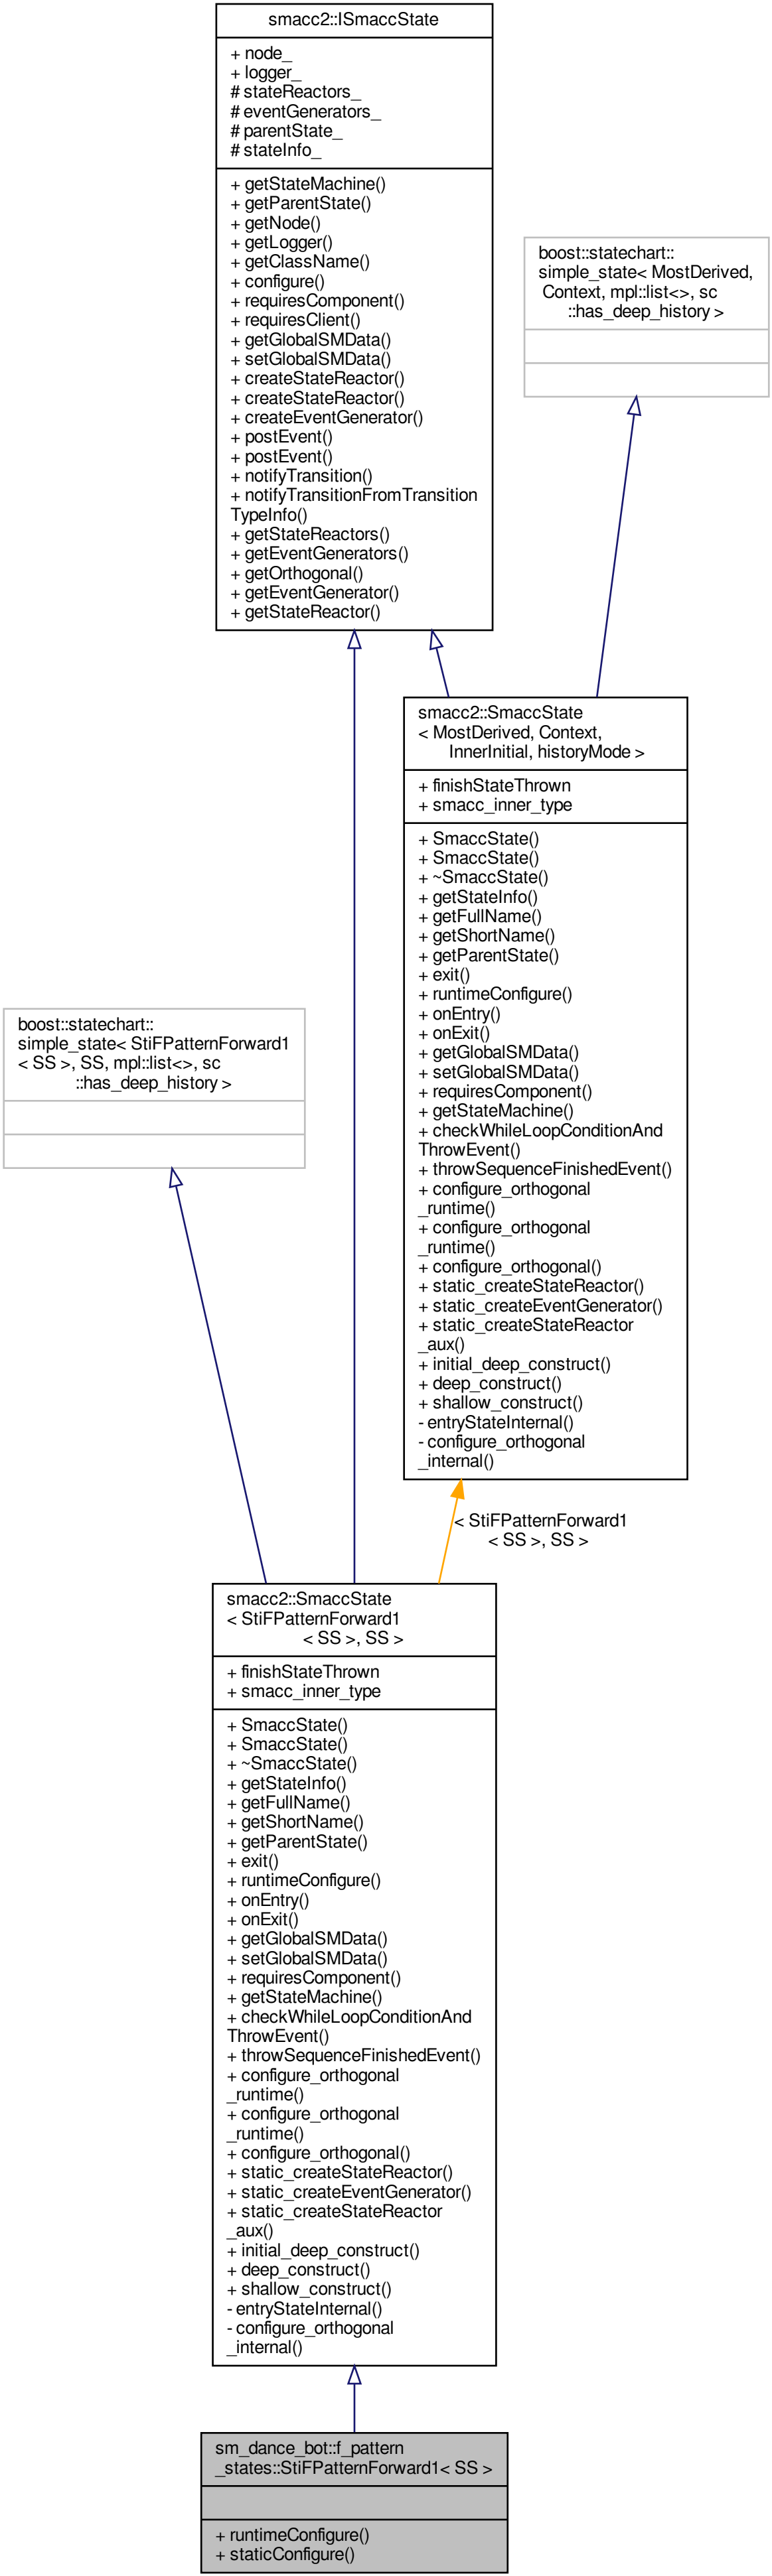 smacc2::ISmaccState
+ node_
+ logger_
# stateReactors_
# eventGenerators_
# parentState_
# stateInfo_
+ getStateMachine()
+ getParentState()
+ getNode()
+ getLogger()
+ getClassName()
+ configure()
+ requiresComponent()
+ requiresClient()
+ getGlobalSMData()
+ setGlobalSMData()
+ createStateReactor()
+ createStateReactor()
+ createEventGenerator()
+ postEvent()
+ postEvent()
+ notifyTransition()
+ notifyTransitionFromTransition
TypeInfo()
+ getStateReactors()
+ getEventGenerators()
+ getOrthogonal()
+ getEventGenerator()
+ getStateReactor()
boost::statechart::
simple_state< MostDerived,
Context, mpl::list<>, sc
::has_deep_history >
smacc2::SmaccState
< MostDerived, Context,
InnerInitial, historyMode >
+ finishStateThrown
+ smacc_inner_type
+ SmaccState()
+ SmaccState()
+ ~SmaccState()
+ getStateInfo()
+ getFullName()
+ getShortName()
+ getParentState()
+ exit()
+ runtimeConfigure()
+ onEntry()
+ onExit()
+ getGlobalSMData()
+ setGlobalSMData()
+ requiresComponent()
+ getStateMachine()
+ checkWhileLoopConditionAnd
ThrowEvent()
+ throwSequenceFinishedEvent()
+ configure_orthogonal
_runtime()
+ configure_orthogonal
_runtime()
+ configure_orthogonal()
+ static_createStateReactor()
+ static_createEventGenerator()
+ static_createStateReactor
_aux()
+ initial_deep_construct()
+ deep_construct()
+ shallow_construct()
- entryStateInternal()
- configure_orthogonal
_internal()
boost::statechart::
simple_state< StiFPatternForward1
< SS >, SS, mpl::list<>, sc
::has_deep_history >
< StiFPatternForward1
< SS >, SS >
smacc2::SmaccState
< StiFPatternForward1
< SS >, SS >
+ finishStateThrown
+ smacc_inner_type
+ SmaccState()
+ SmaccState()
+ ~SmaccState()
+ getStateInfo()
+ getFullName()
+ getShortName()
+ getParentState()
+ exit()
+ runtimeConfigure()
+ onEntry()
+ onExit()
+ getGlobalSMData()
+ setGlobalSMData()
+ requiresComponent()
+ getStateMachine()
+ checkWhileLoopConditionAnd
ThrowEvent()
+ throwSequenceFinishedEvent()
+ configure_orthogonal
_runtime()
+ configure_orthogonal
_runtime()
+ configure_orthogonal()
+ static_createStateReactor()
+ static_createEventGenerator()
+ static_createStateReactor
_aux()
+ initial_deep_construct()
+ deep_construct()
+ shallow_construct()
- entryStateInternal()
- configure_orthogonal
_internal()
sm_dance_bot::f_pattern
_states::StiFPatternForward1< SS >
+ runtimeConfigure()
+ staticConfigure()